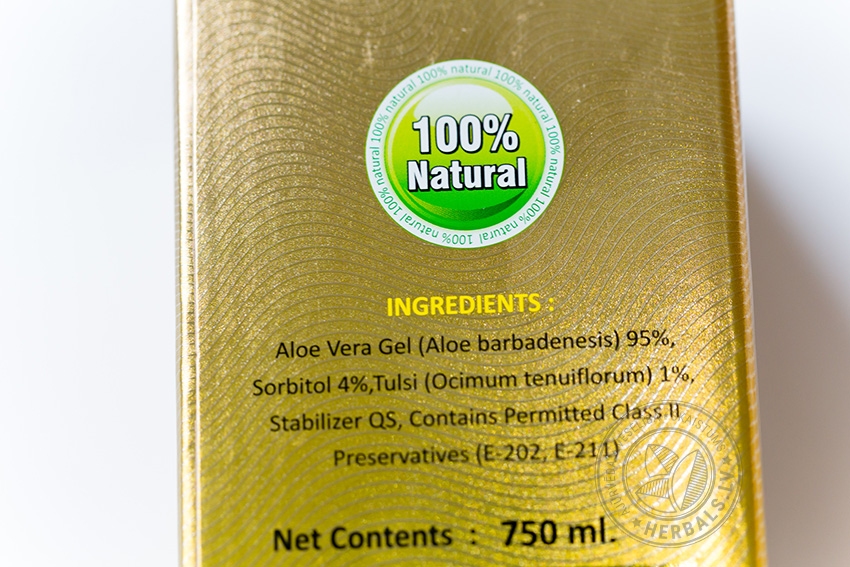 100% natural 100% natural 100% natural 100% natural 100% natural 100% natural
100%
Natural
INGREDIENTS :
Aloe Vera Gel (Aloe barbadenesis) 95%,
Sorbitol 4%,Tulsi (Ocimum tenuiflorum) 1%,
Stabilizer QS, Contains Permitted Class II
Preservatives (E-202, E-211)
HERBALS.LV
Net Contents : 750 ml.